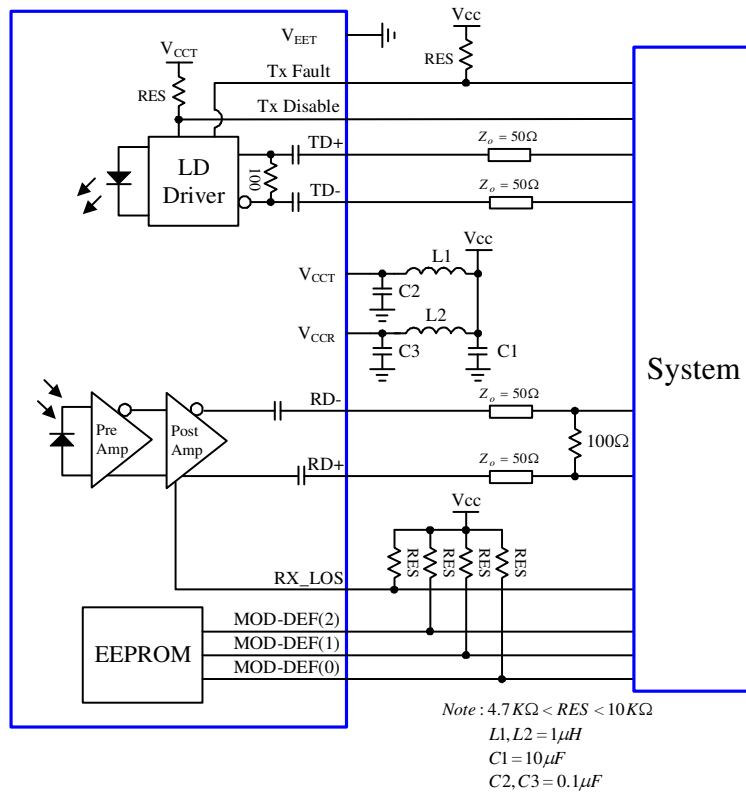 Vcc
V_EET
V_CCT
RES
Tx Fault
RES
Tx Disable
TD+
Z_o = 50Ω
LD
Driver
100
TD-
Z_o = 50Ω
Vcc
L1
V_CCT
C2
L2
V_CCR
C3
C1
System
RD-
Z_o = 50Ω
Pre
Amp
Post
Amp
100Ω
RD+
Z_o = 50Ω
Vcc
RES
RES
RES
RES
RX_LOS
MOD-DEF(2)
EEPROM
MOD-DEF(1)
MOD-DEF(0)
Note : 4.7KΩ < RES < 10KΩ
L1, L2 = 1μH
C1 = 10μF
C2, C3 = 0.1μF